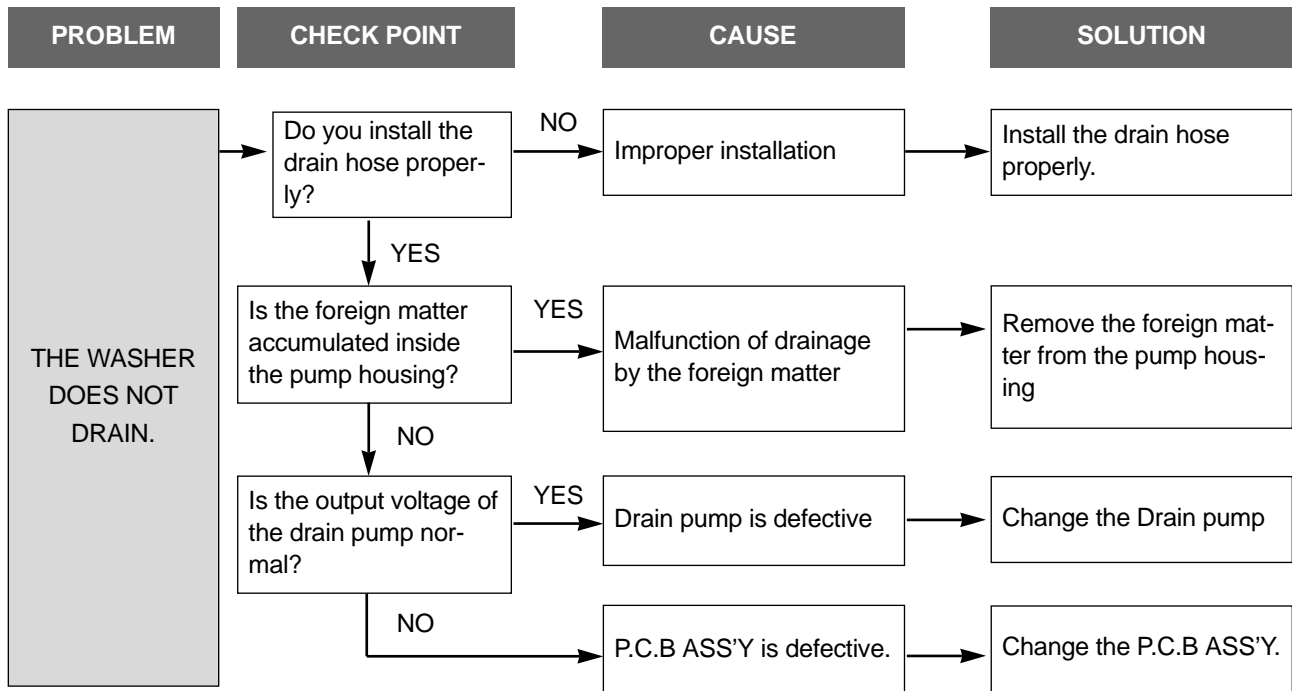 PROBLEM
CHECK POINT
CAUSE
SOLUTION
THE WASHER
DOES NOT
DRAIN.
Do you install the
drain hose proper-
ly?
NO
Improper installation
Install the drain hose
properly.
YES
Is the foreign matter
accumulated inside
the pump housing?
YES
Malfunction of drainage
by the foreign matter
Remove the foreign mat-
ter from the pump hous-
ing
NO
Is the output voltage of
the drain pump nor-
mal?
YES
Drain pump is defective
Change the Drain pump
NO
P.C.B ASS’Y is defective.
Change the P.C.B ASS’Y.